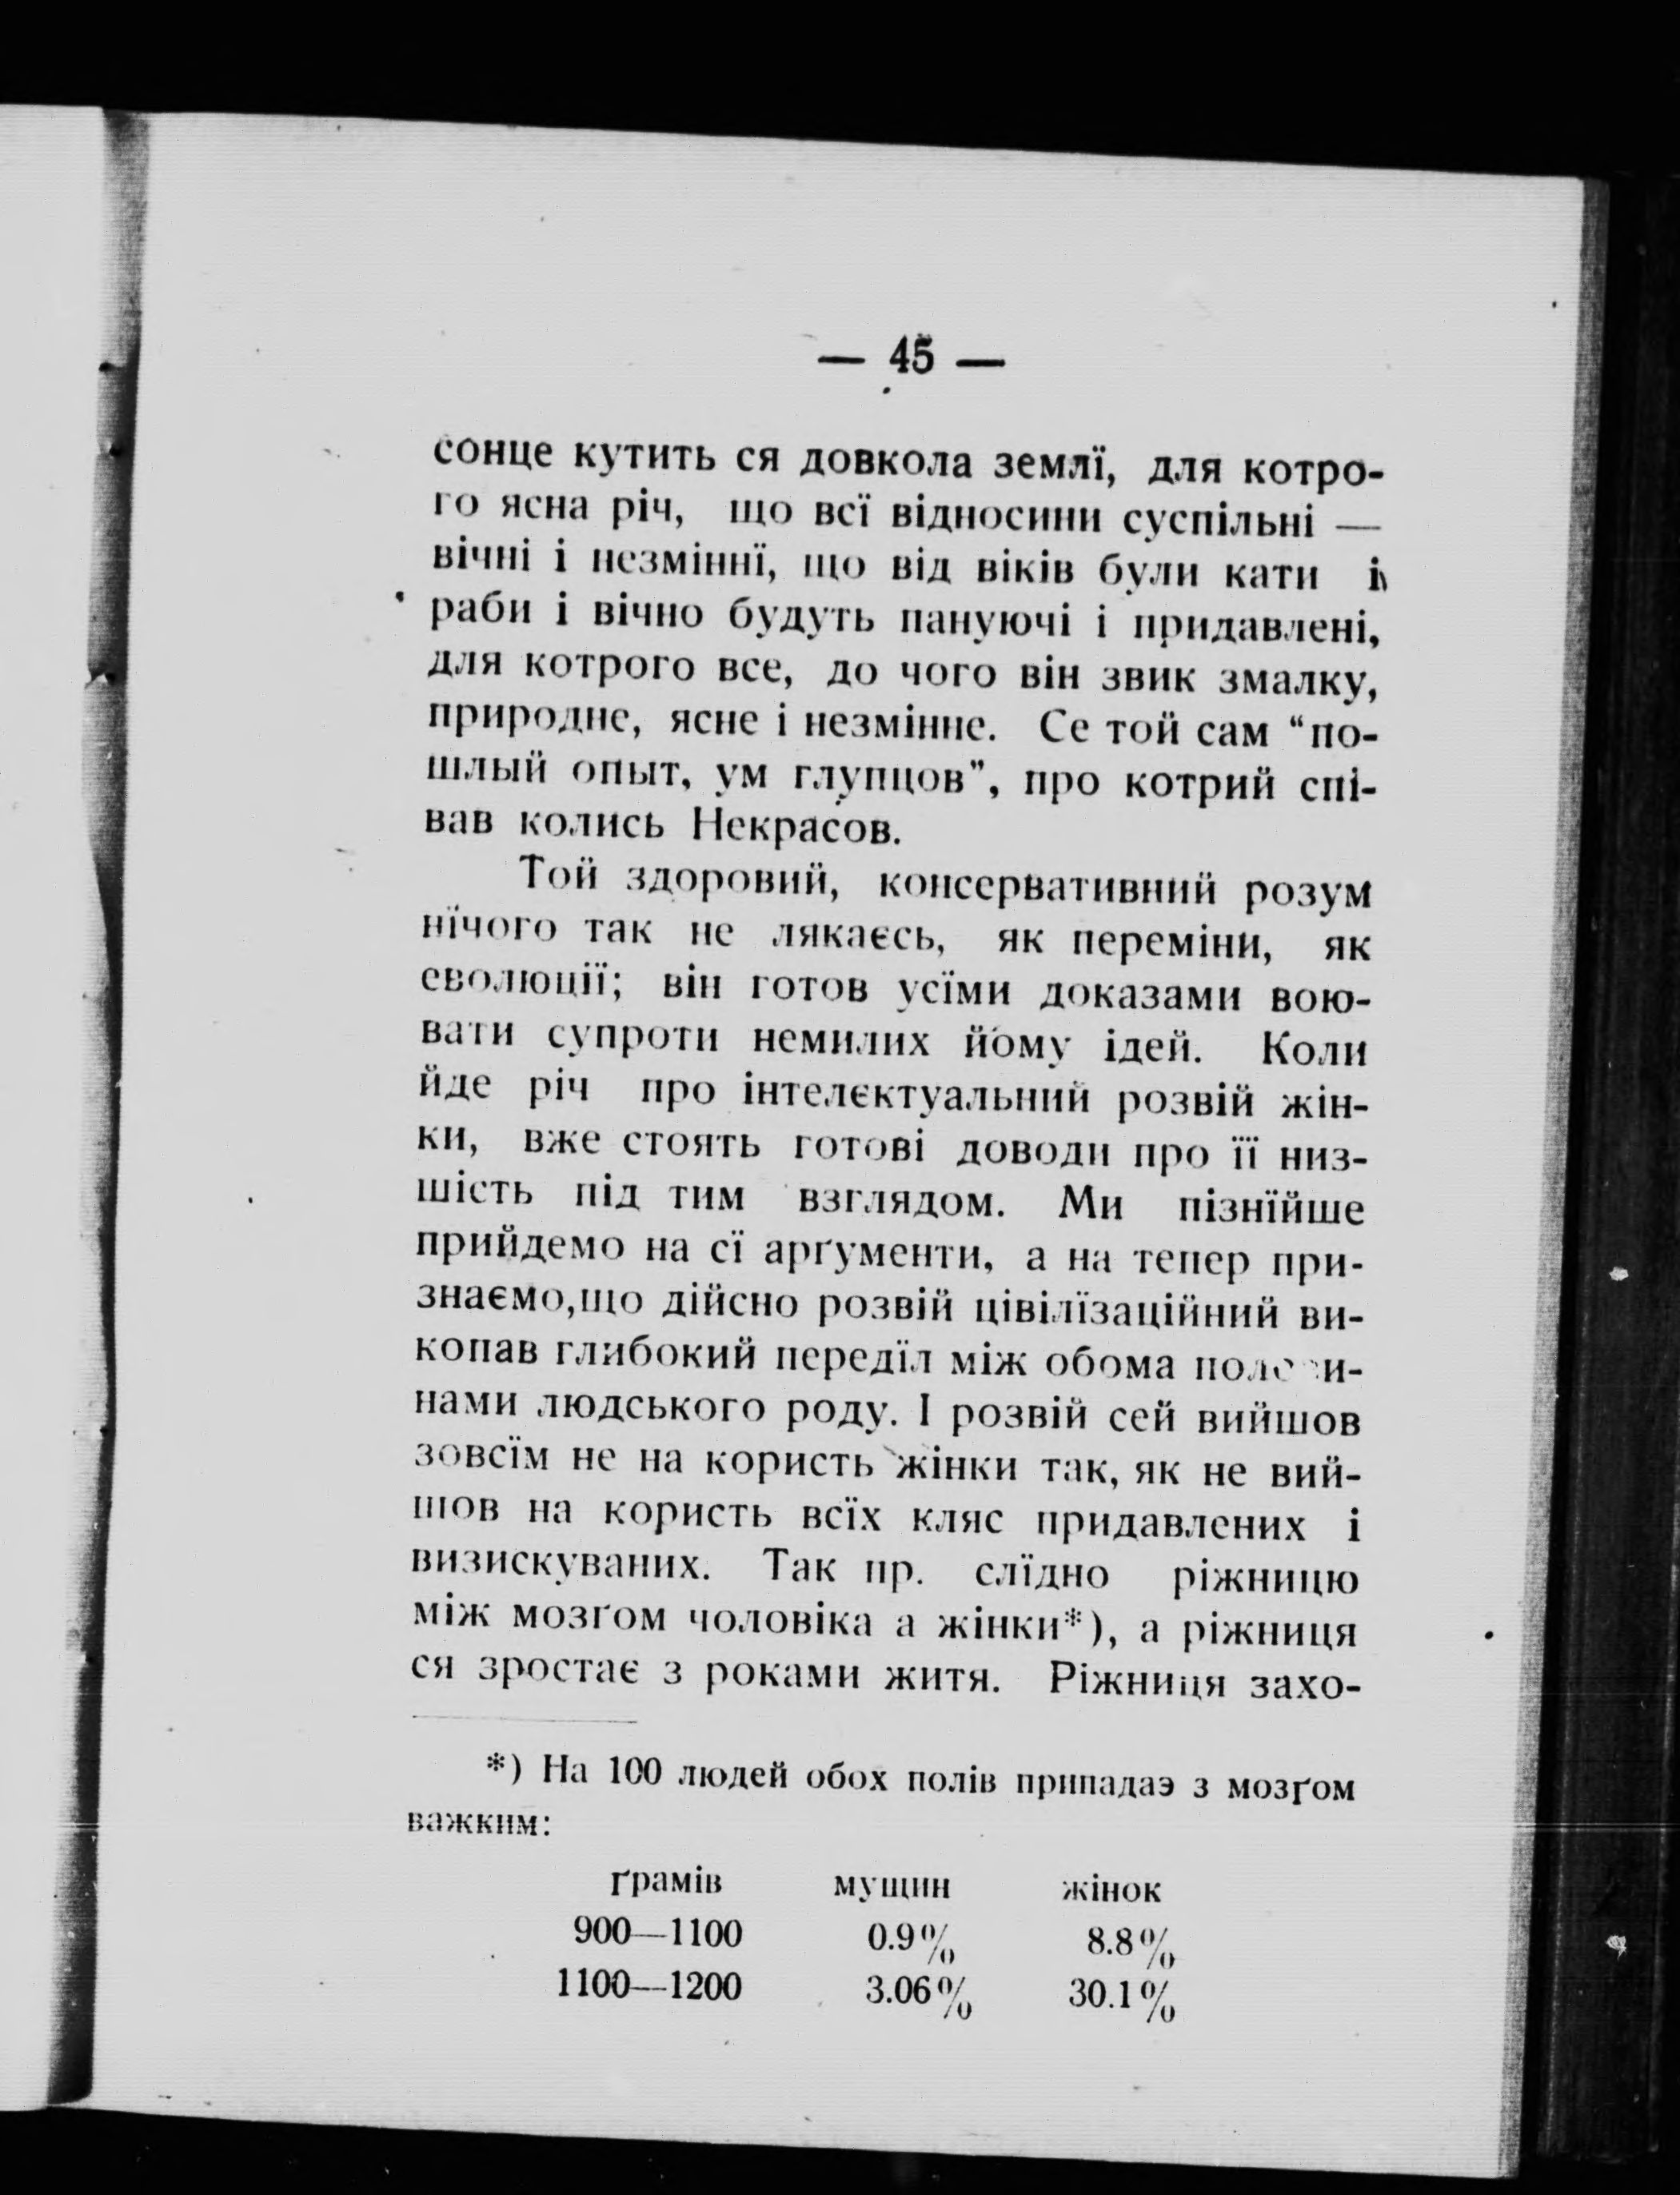 — 45 —
сонце кутить ся довкола землї, для котро-
го ясна річ, що всї відносини суспільні —
вічні і незміннї, що від віків були кати і
раби і вічно будуть пануючі і придавлені,
для котрого все, до чого він звик змалку,
природне, ясне і незмінне. Се той сам “по-
шлый опыт, ум глупцов”, про котрий спі-
вав колись Некрасов.
Той здоровий, консервативний розум
нїчого так не лякаєсь, як переміни, як
еволюції; він готов усїми доказами вою-
вати супроти немилих йому ідей. Коли
йде річ про інтелєктуальний розвій жін-
ки, вже стоять готові доводи про її низ-
шість під тим взглядом. Ми пізнїйше
прийдемо на сї арґументи, а на тепер при-
знаємо,що дійсно розвій цівілїзаційний ви-
копав глибокий переділ між обома поло ви-
нами людського роду. І розвій сей вийшов
зовсїм не на користь жінки так, як не вий-
шов на користь всїх кляс придавлених і
визискуваних. Так пр. слїдно ріжницю
між мозґом чоловіка а жінки*), а ріжниця
ся зростає з роками житя. Ріжниця захо-
*) На 100 людей обох полів припадаэ з мозґом
важким:
ґрамів мущин жінок
900—1100 0.9% 8.8%
1100—1200 3.06% 30.1%